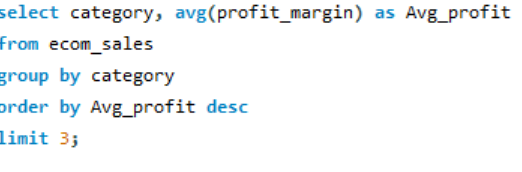 select category, avg(profit_margin) as Avg_profit
from ecom_sales
group by category
order by Avg_profit desc
limit 3;